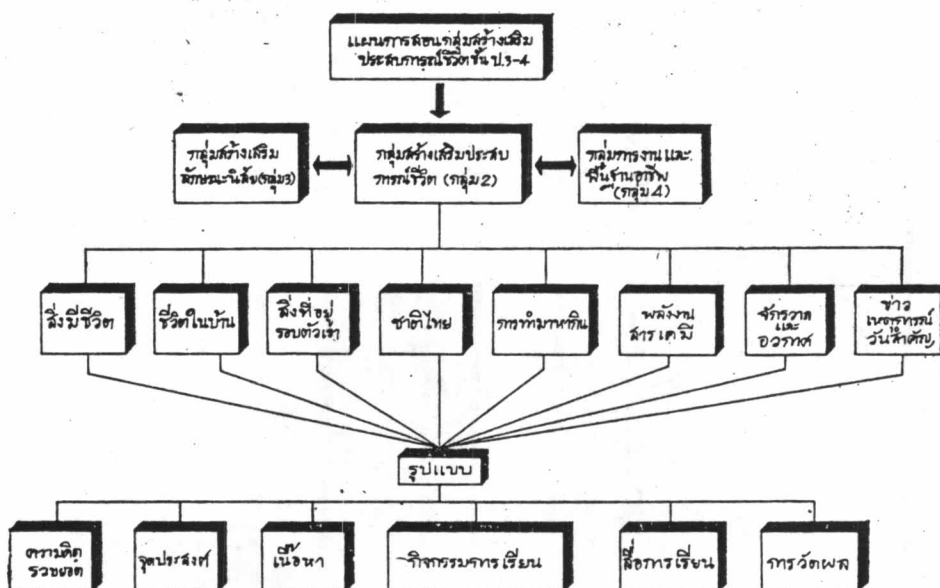 แผนการสอนกลุ่มสร้างเสริม
ประสบการณ์ชีวิตชั้น ป.3-4
กลุ่มสร้างเสริม
ลักษณะนิสัย(กลุ่ม3)
กลุ่มสร้างเสริมประสบ
การณ์ชีวิต (กลุ่ม2)
กลุ่มการงานและ
พื้นฐานอาชีพ
(กลุ่ม4)
สิ่งมีชีวิต
ชีวิตในบ้าน
สิ่งที่อยู่
รอบตัวเรา
ชาติไทย
การทำมาหากิน
พลังงาน
สารเคมี
จักรวาล
และ
อวกาศ
ข่าว
เหตุการณ์
วันสำคัญ
รูปแบบ
ความคิด
รวบยอด
จุดประสงค์
เนื้อหา
กิจกรรมการเรียน
สื่อการเรียน
การวัดผล